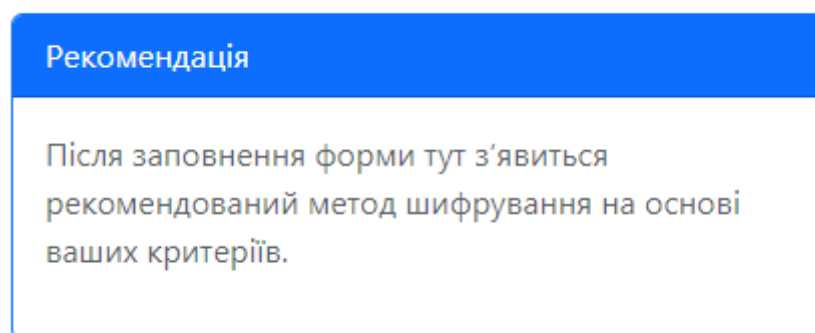 Рекомендація
Після заповнення форми тут з’явиться
рекомендований метод шифрування на основі
ваших критеріїв.